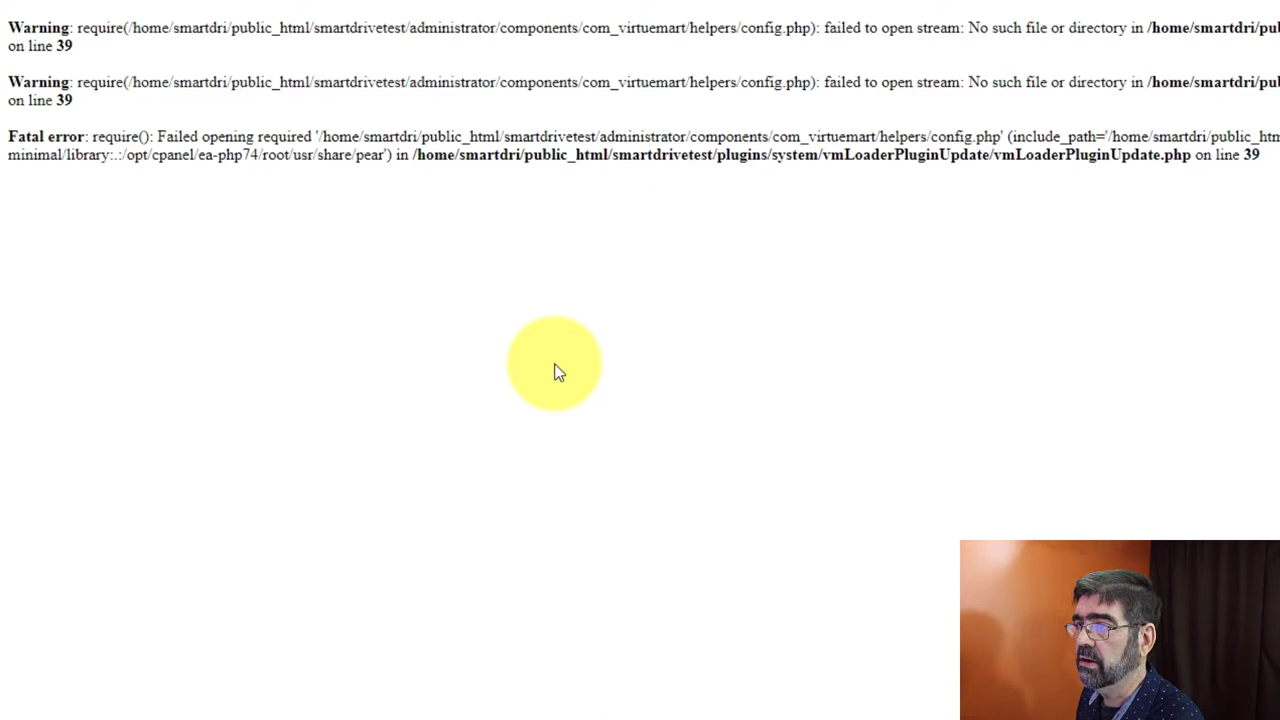 Warning: require(/home/smartdri/public_html/smartdrivetest/administrator/components/com_virtuemart/helpers/config.php): failed to open stream: No such file or directory in /home/smartdri/pu
on line 39
Warning: require(/home/smartdri/public_html/smartdrivetest/administrator/components/com_virtuemart/helpers/config.php): failed to open stream: No such file or directory in /home/smartdri/pu
on line 39
Fatal error: require(): Failed opening required '/home/smartdri/public_html/smartdrivetest/administrator/components/com_virtuemart/helpers/config.php' (include_path='/home/smartdri/public_htm
minimal/library:.:/opt/cpanel/ea-php74/root/usr/share/pear') in /home/smartdri/public_html/smartdrivetest/plugins/system/vmLoaderPluginUpdate/vmLoaderPluginUpdate.php on line 39